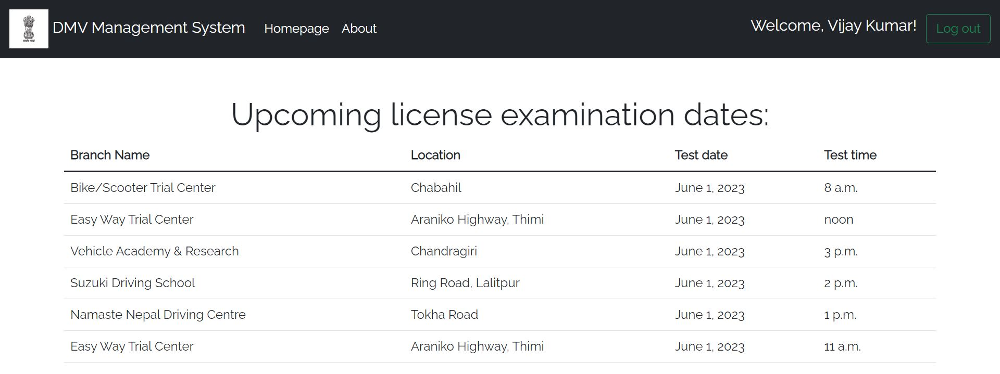 DMV Management System Homepage About Welcome, Vijay Kumar! Log out
सत्यमेव जयते
Upcoming license examination dates:
Branch Name Location Test date Test time
Bike/Scooter Trial Center Chabahil June 1, 2023 8 a.m.
Easy Way Trial Center Araniko Highway, Thimi June 1, 2023 noon
Vehicle Academy & Research Chandragiri June 1, 2023 3 p.m.
Suzuki Driving School Ring Road, Lalitpur June 1, 2023 2 p.m.
Namaste Nepal Driving Centre Tokha Road June 1, 2023 1 p.m.
Easy Way Trial Center Araniko Highway, Thimi June 1, 2023 11 a.m.